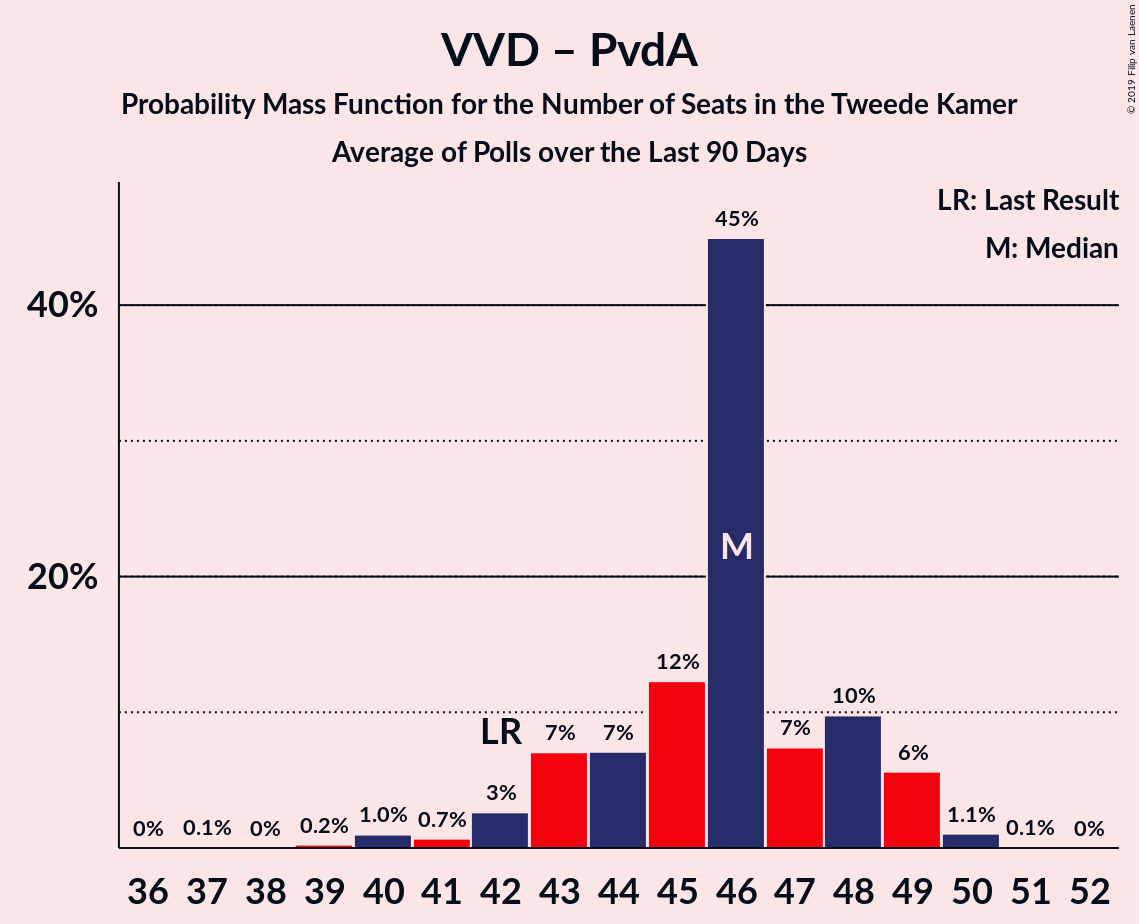 VVD – PvdA
Probability Mass Function for the Number of Seats in the Tweede Kamer
Average of Polls over the Last 90 Days
© 2019 Filip van Laenen
LR: Last Result
M: Median
40%
20%
0% 0.1% 0% 0.2% 1.0% 0.7% 3% 7% 7% 12% 45% 7% 10% 6% 1.1% 0.1% 0%
LR
M
36 37 38 39 40 41 42 43 44 45 46 47 48 49 50 51 52